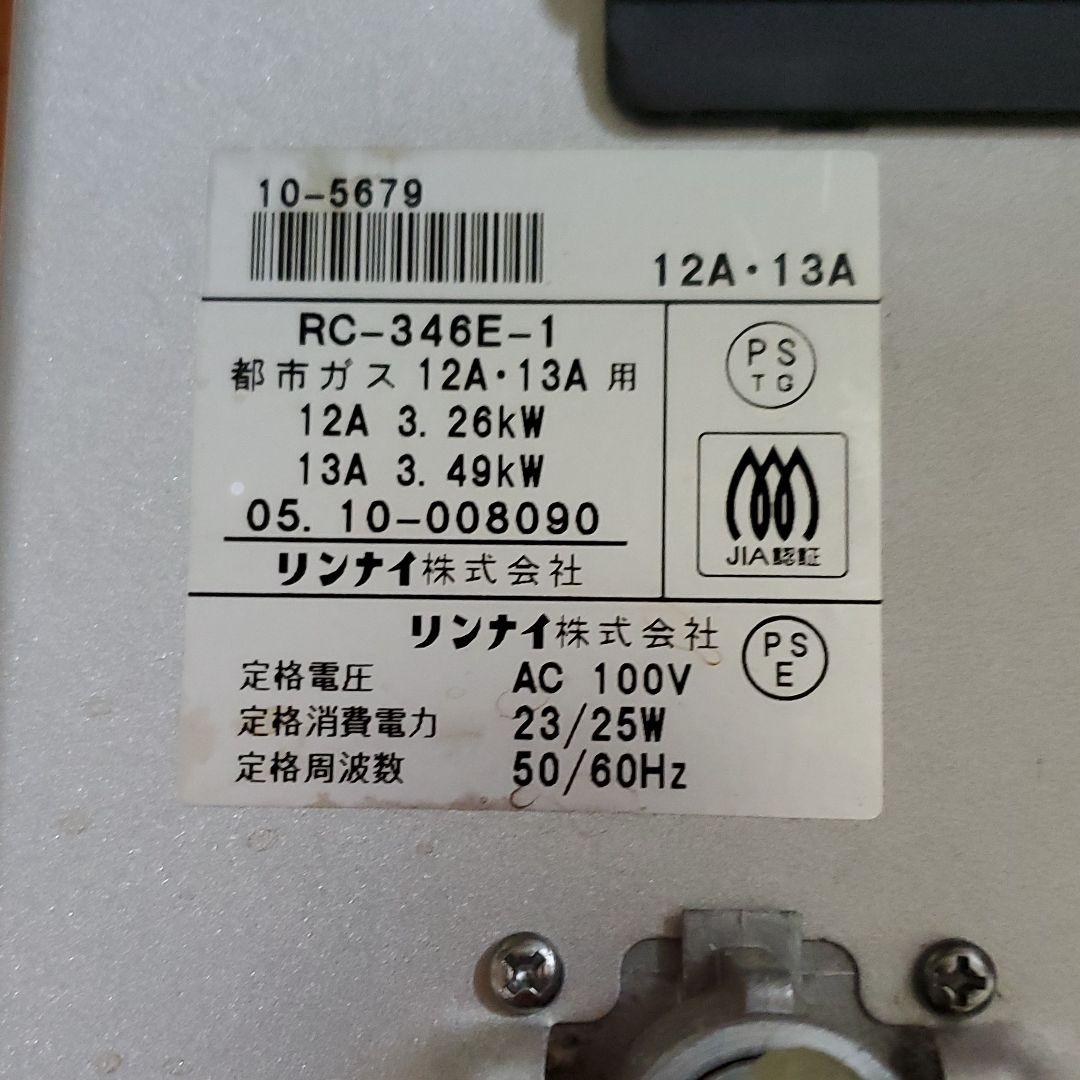 10-5679
12A・13A
RC-346E-1
都市ガス 12A・13A 用
12A 3.26kW
13A 3.49kW
05.10-008090
リンナイ株式会社
PS
TG
JIA認証
リンナイ株式会社
PS
E
定格電圧 AC 100V
定格消費電力 23/25W
定格周波数 50/60Hz